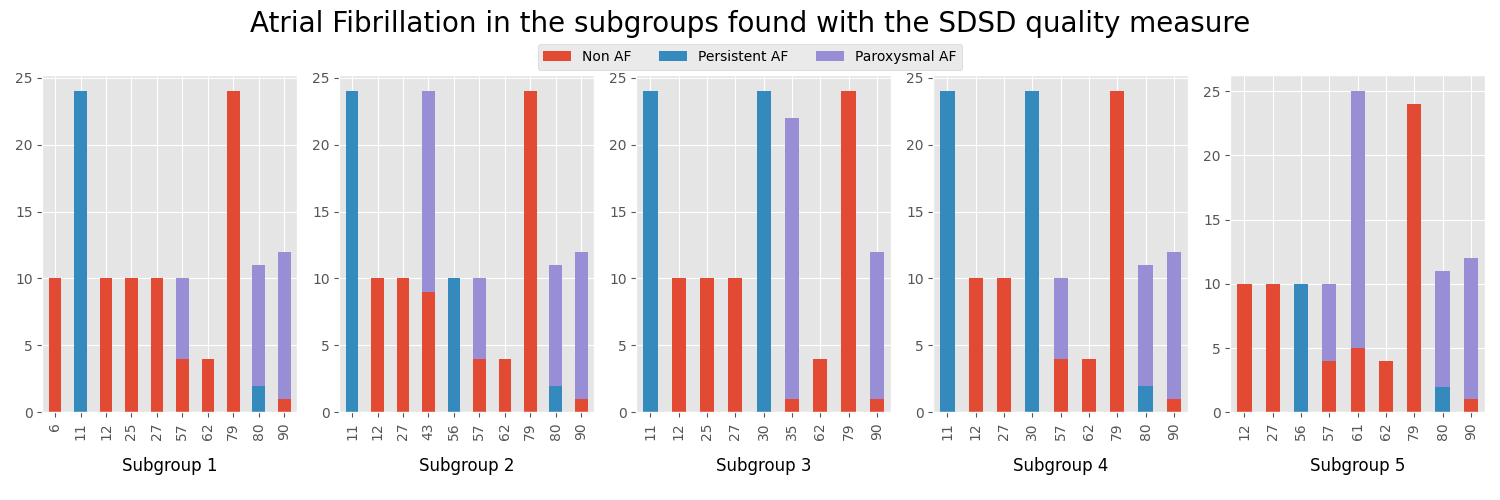 Atrial Fibrillation in the subgroups found with the SDSD quality measure
Non AF Persistent AF Paroxysmal AF
25
20
15
10
5
0
6 11 12 25 27 57 62 79 80 90
Subgroup 1
25
20
15
10
5
0
11 12 27 43 56 57 62 79 80 90
Subgroup 2
25
20
15
10
5
0
11 12 25 27 30 35 62 79 90
Subgroup 3
25
20
15
10
5
0
11 12 27 30 57 62 79 80 90
Subgroup 4
25
20
15
10
5
0
12 27 56 57 61 62 79 80 90
Subgroup 5